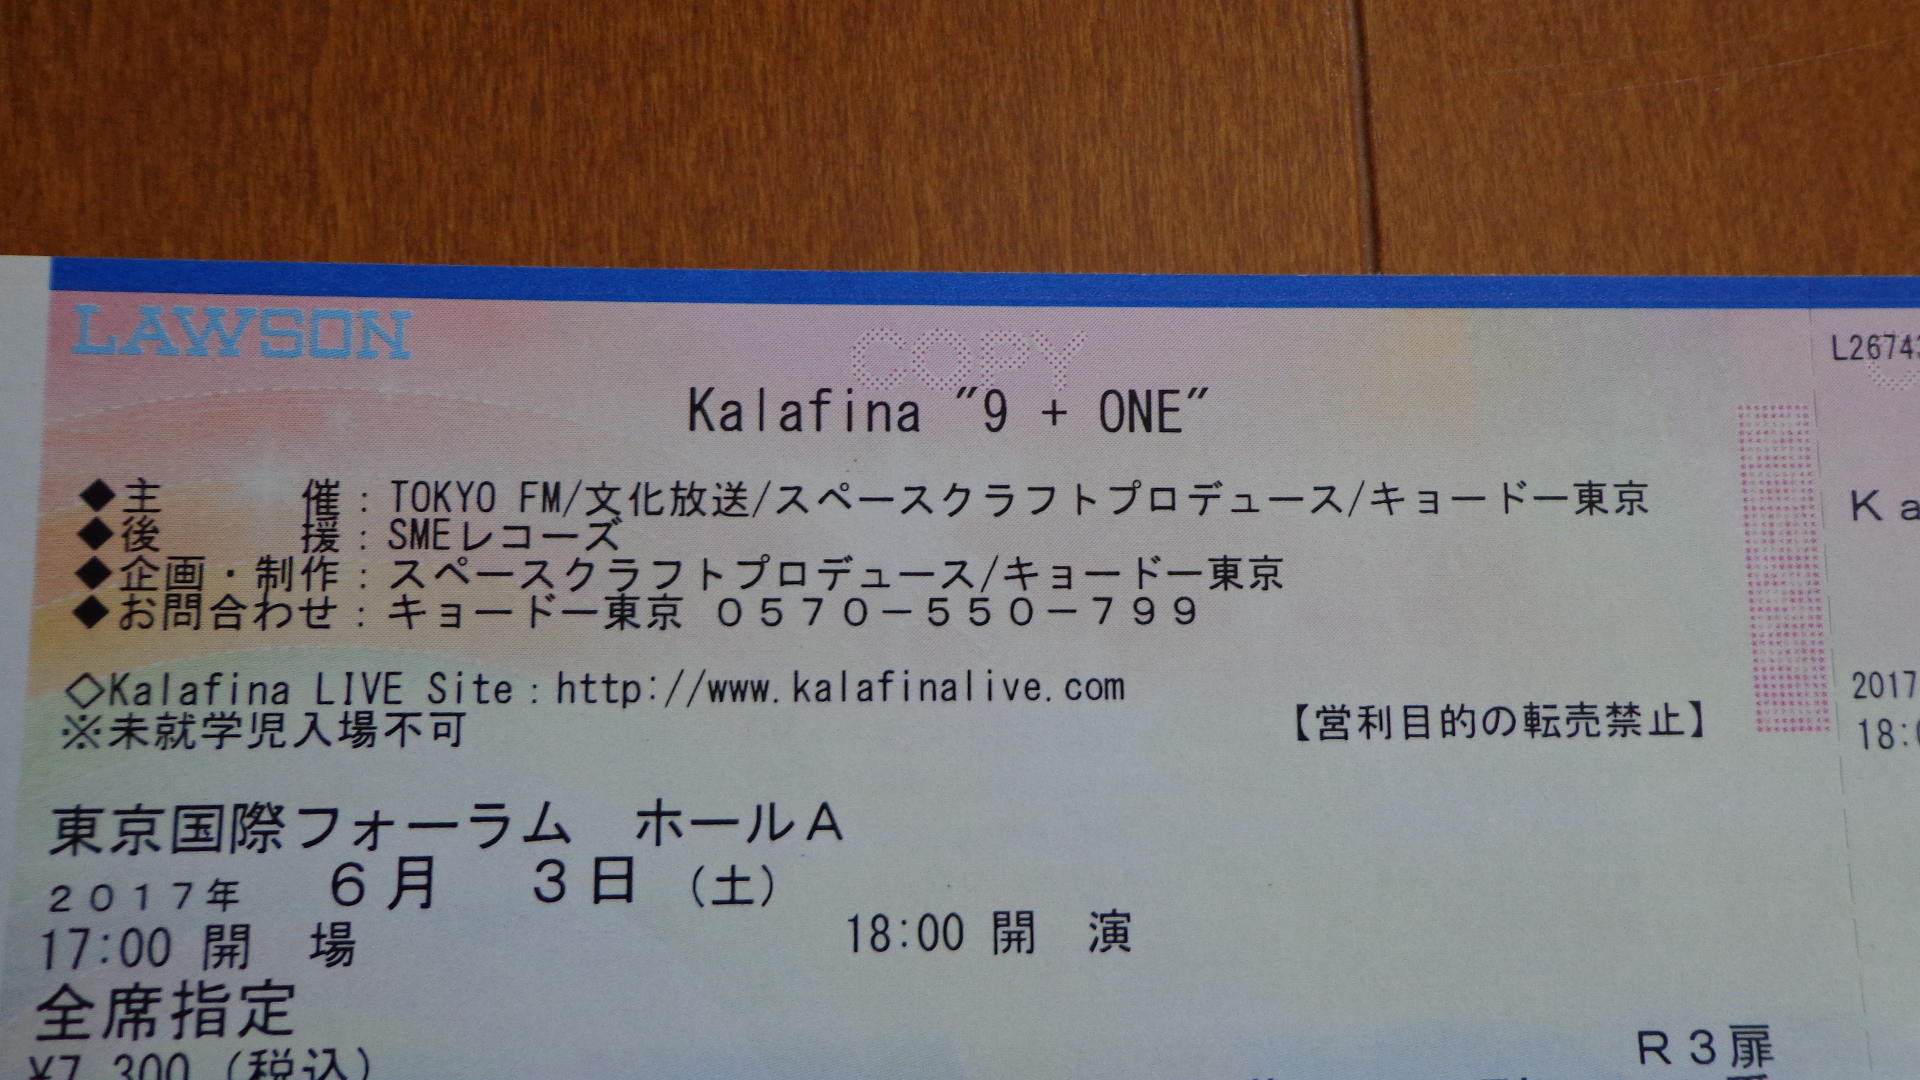 LAWSON
COPY
Kalafina "9 + ONE"
◆主　　　催：TOKYO FM/文化放送/スペースクラフトプロデュース/キョードー東京
◆後　　　援：SMEレコーズ
◆企画・制作：スペースクラフトプロデュース/キョードー東京
◆お問合わせ：キョードー東京 ０５７０－５５０－７９９
◇Kalafina LIVE Site：http://www.kalafinalive.com
※未就学児入場不可
【営利目的の転売禁止】
東京国際フォーラム　ホールＡ
２０１７年　６月　３日（土）
17:00 開　場　18:00 開　演
全席指定
Ｒ３扉
¥7,300（税込）
L26743
Ｋａ
2017
18:0